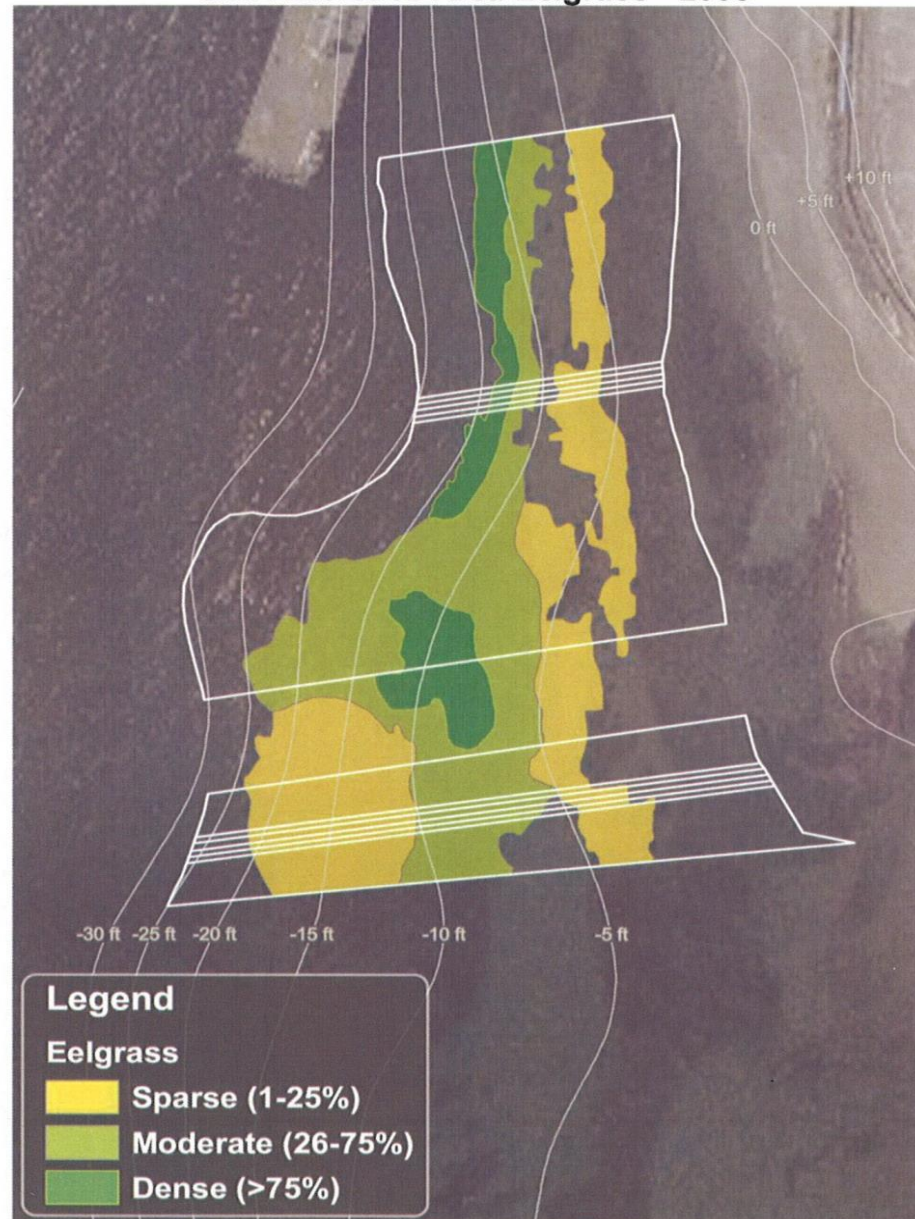 +10 ft
+5 ft
0 ft
-30 ft -25 ft -20 ft -15 ft -10 ft -5 ft
Legend
Eelgrass
Sparse (1-25%)
Moderate (26-75%)
Dense (>75%)